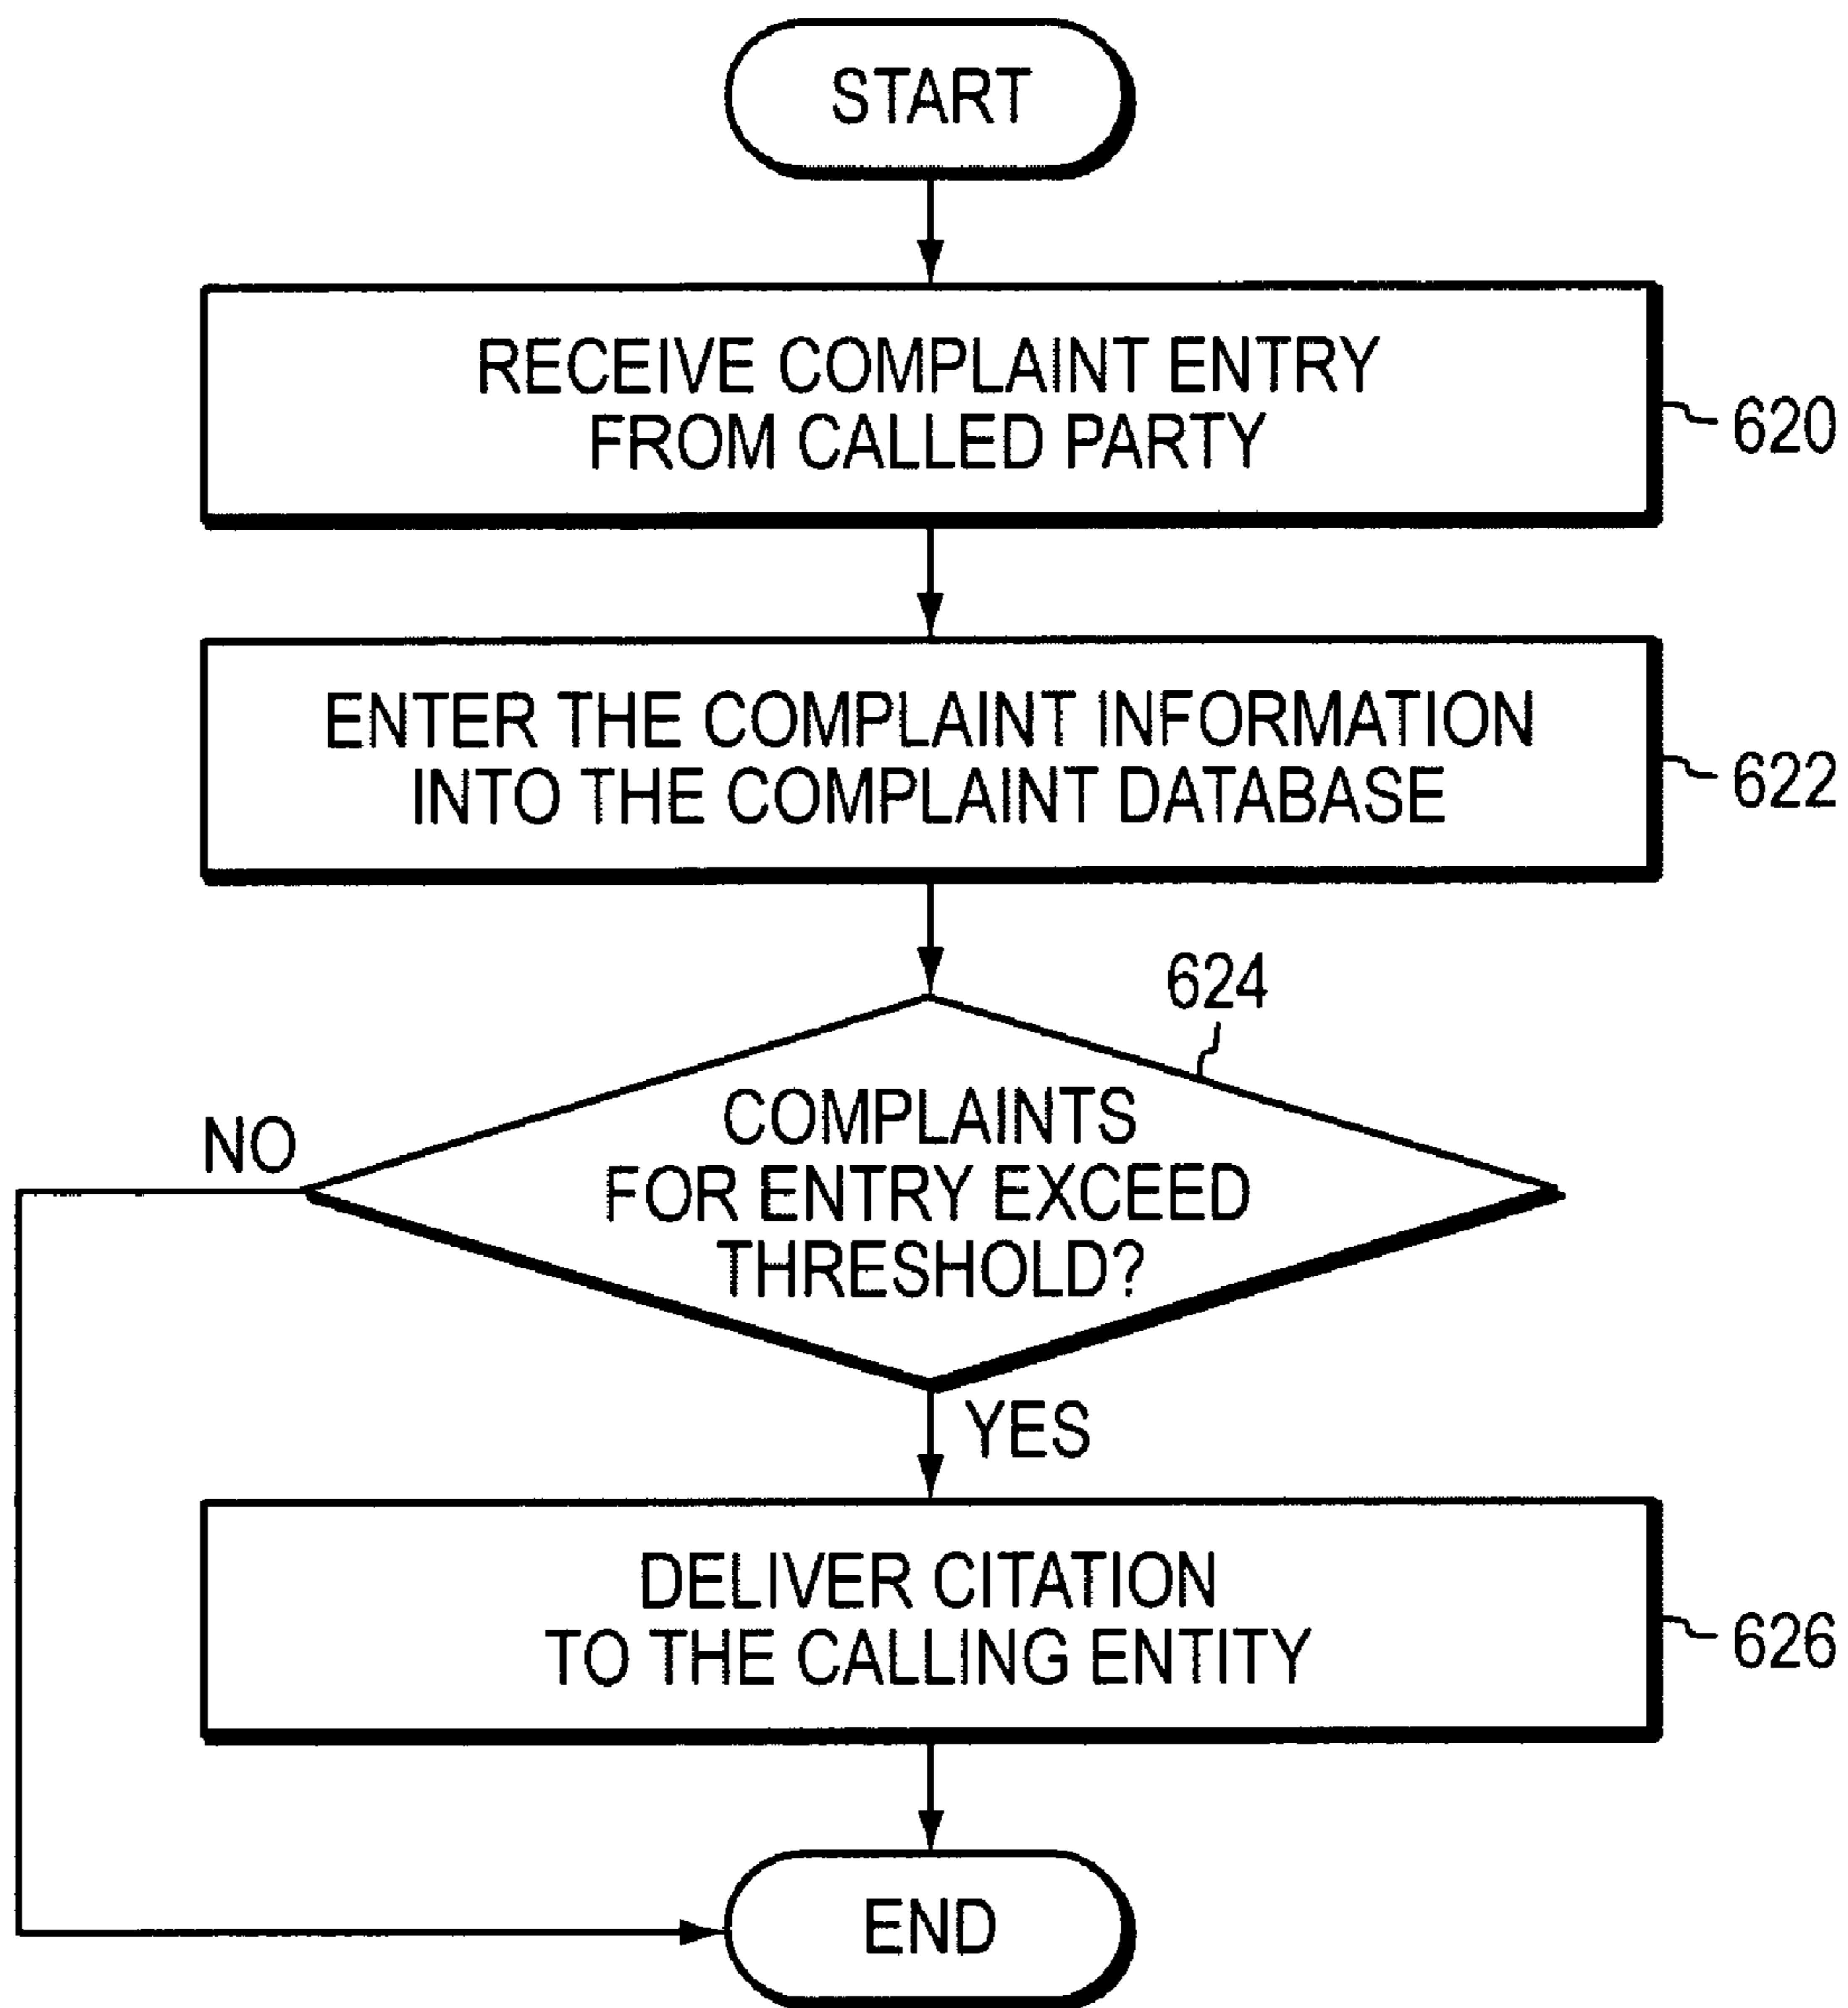 START
RECEIVE COMPLAINT ENTRY
FROM CALLED PARTY
620
ENTER THE COMPLAINT INFORMATION
INTO THE COMPLAINT DATABASE
622
624
COMPLAINTS
FOR ENTRY EXCEED
THRESHOLD?
NO
YES
DELIVER CITATION
TO THE CALLING ENTITY
626
END